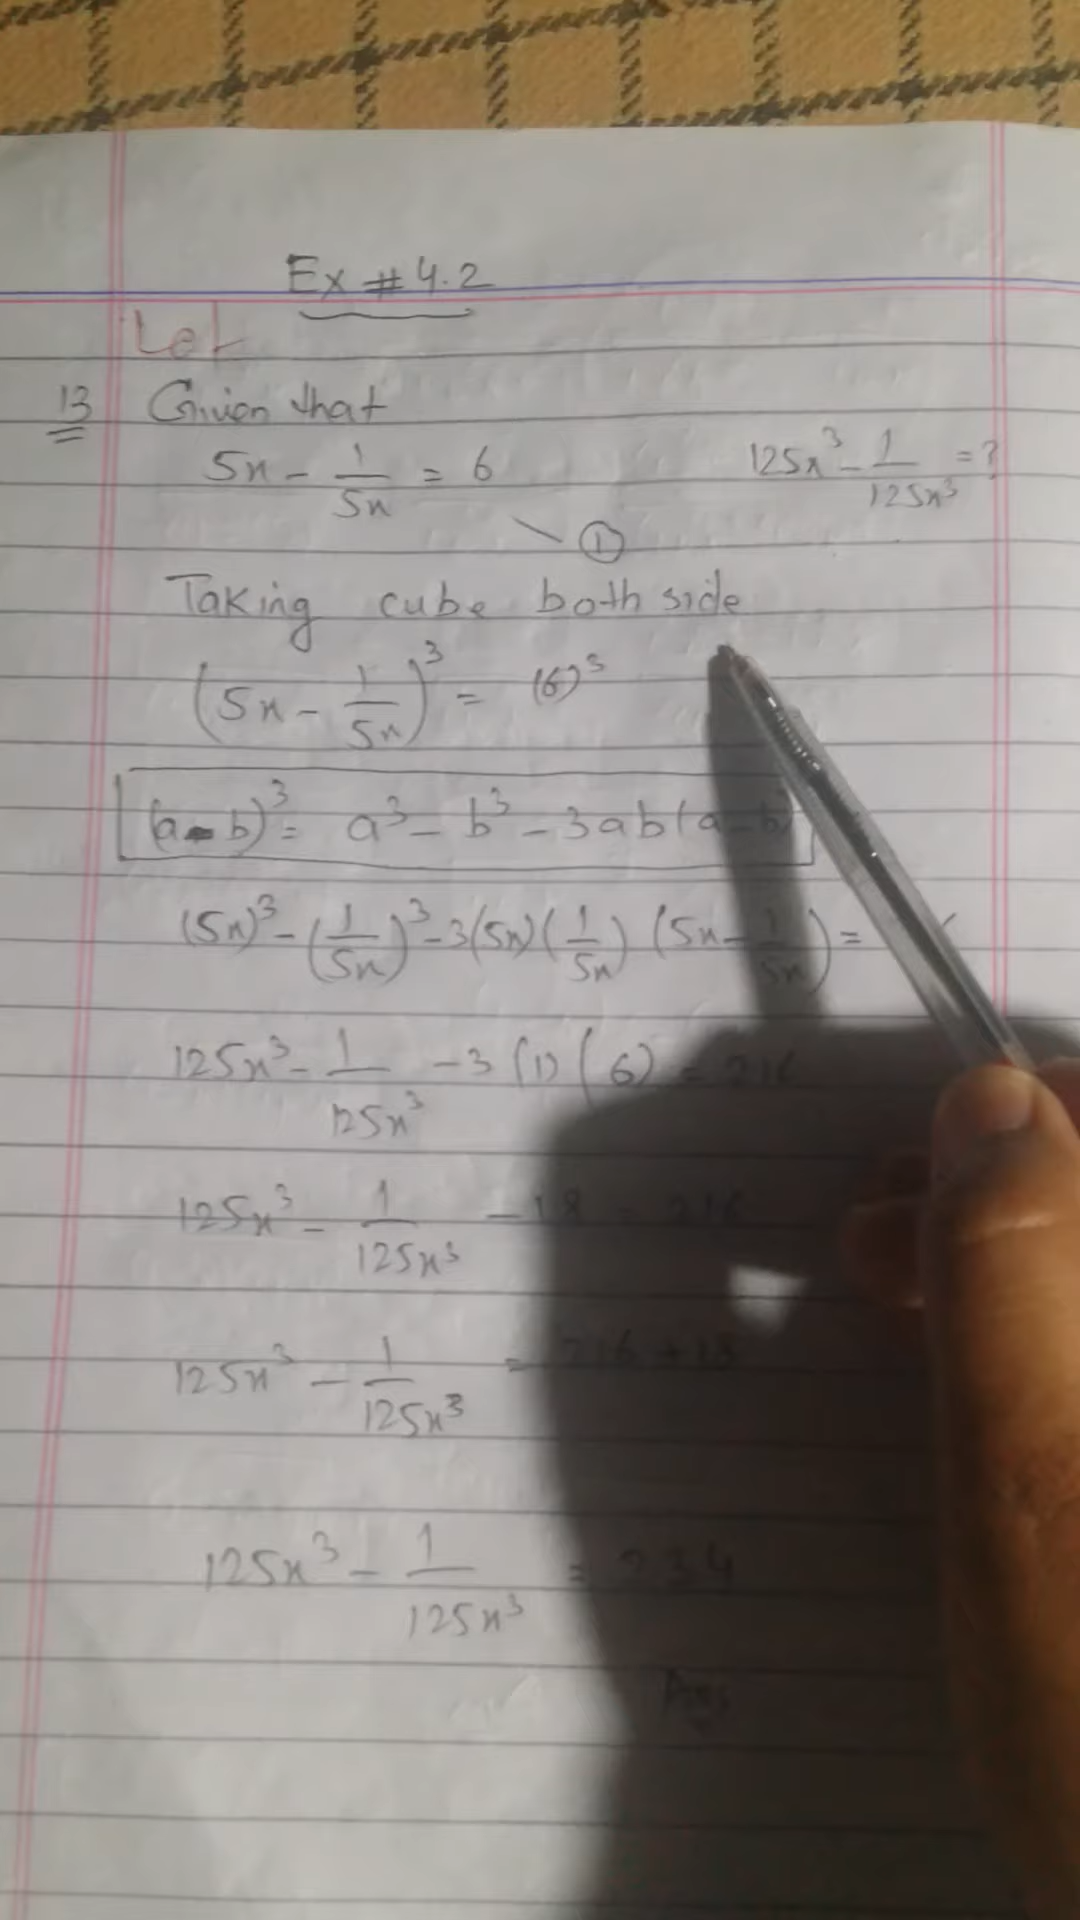 Ex # 4.2
Let
13 Given that
5x - 1/5x = 6 125x³ - 1/125x³ = ?
①
Taking cube both side
(5x - 1/5x)³ = (6)³
(a - b)³ = a³ - b³ - 3ab(a - b)
(5x)³ - (1/5x)³ - 3(5x)(1/5x) (5x - 1/5x) =
125x³ - 1/125x³ - 3 (1) (6) = 216
125x³ - 1/125x³ - 18 = 216
125x³ - 1/125x³ = 216 + 18
125x³ - 1/125x³ = 234
Ans